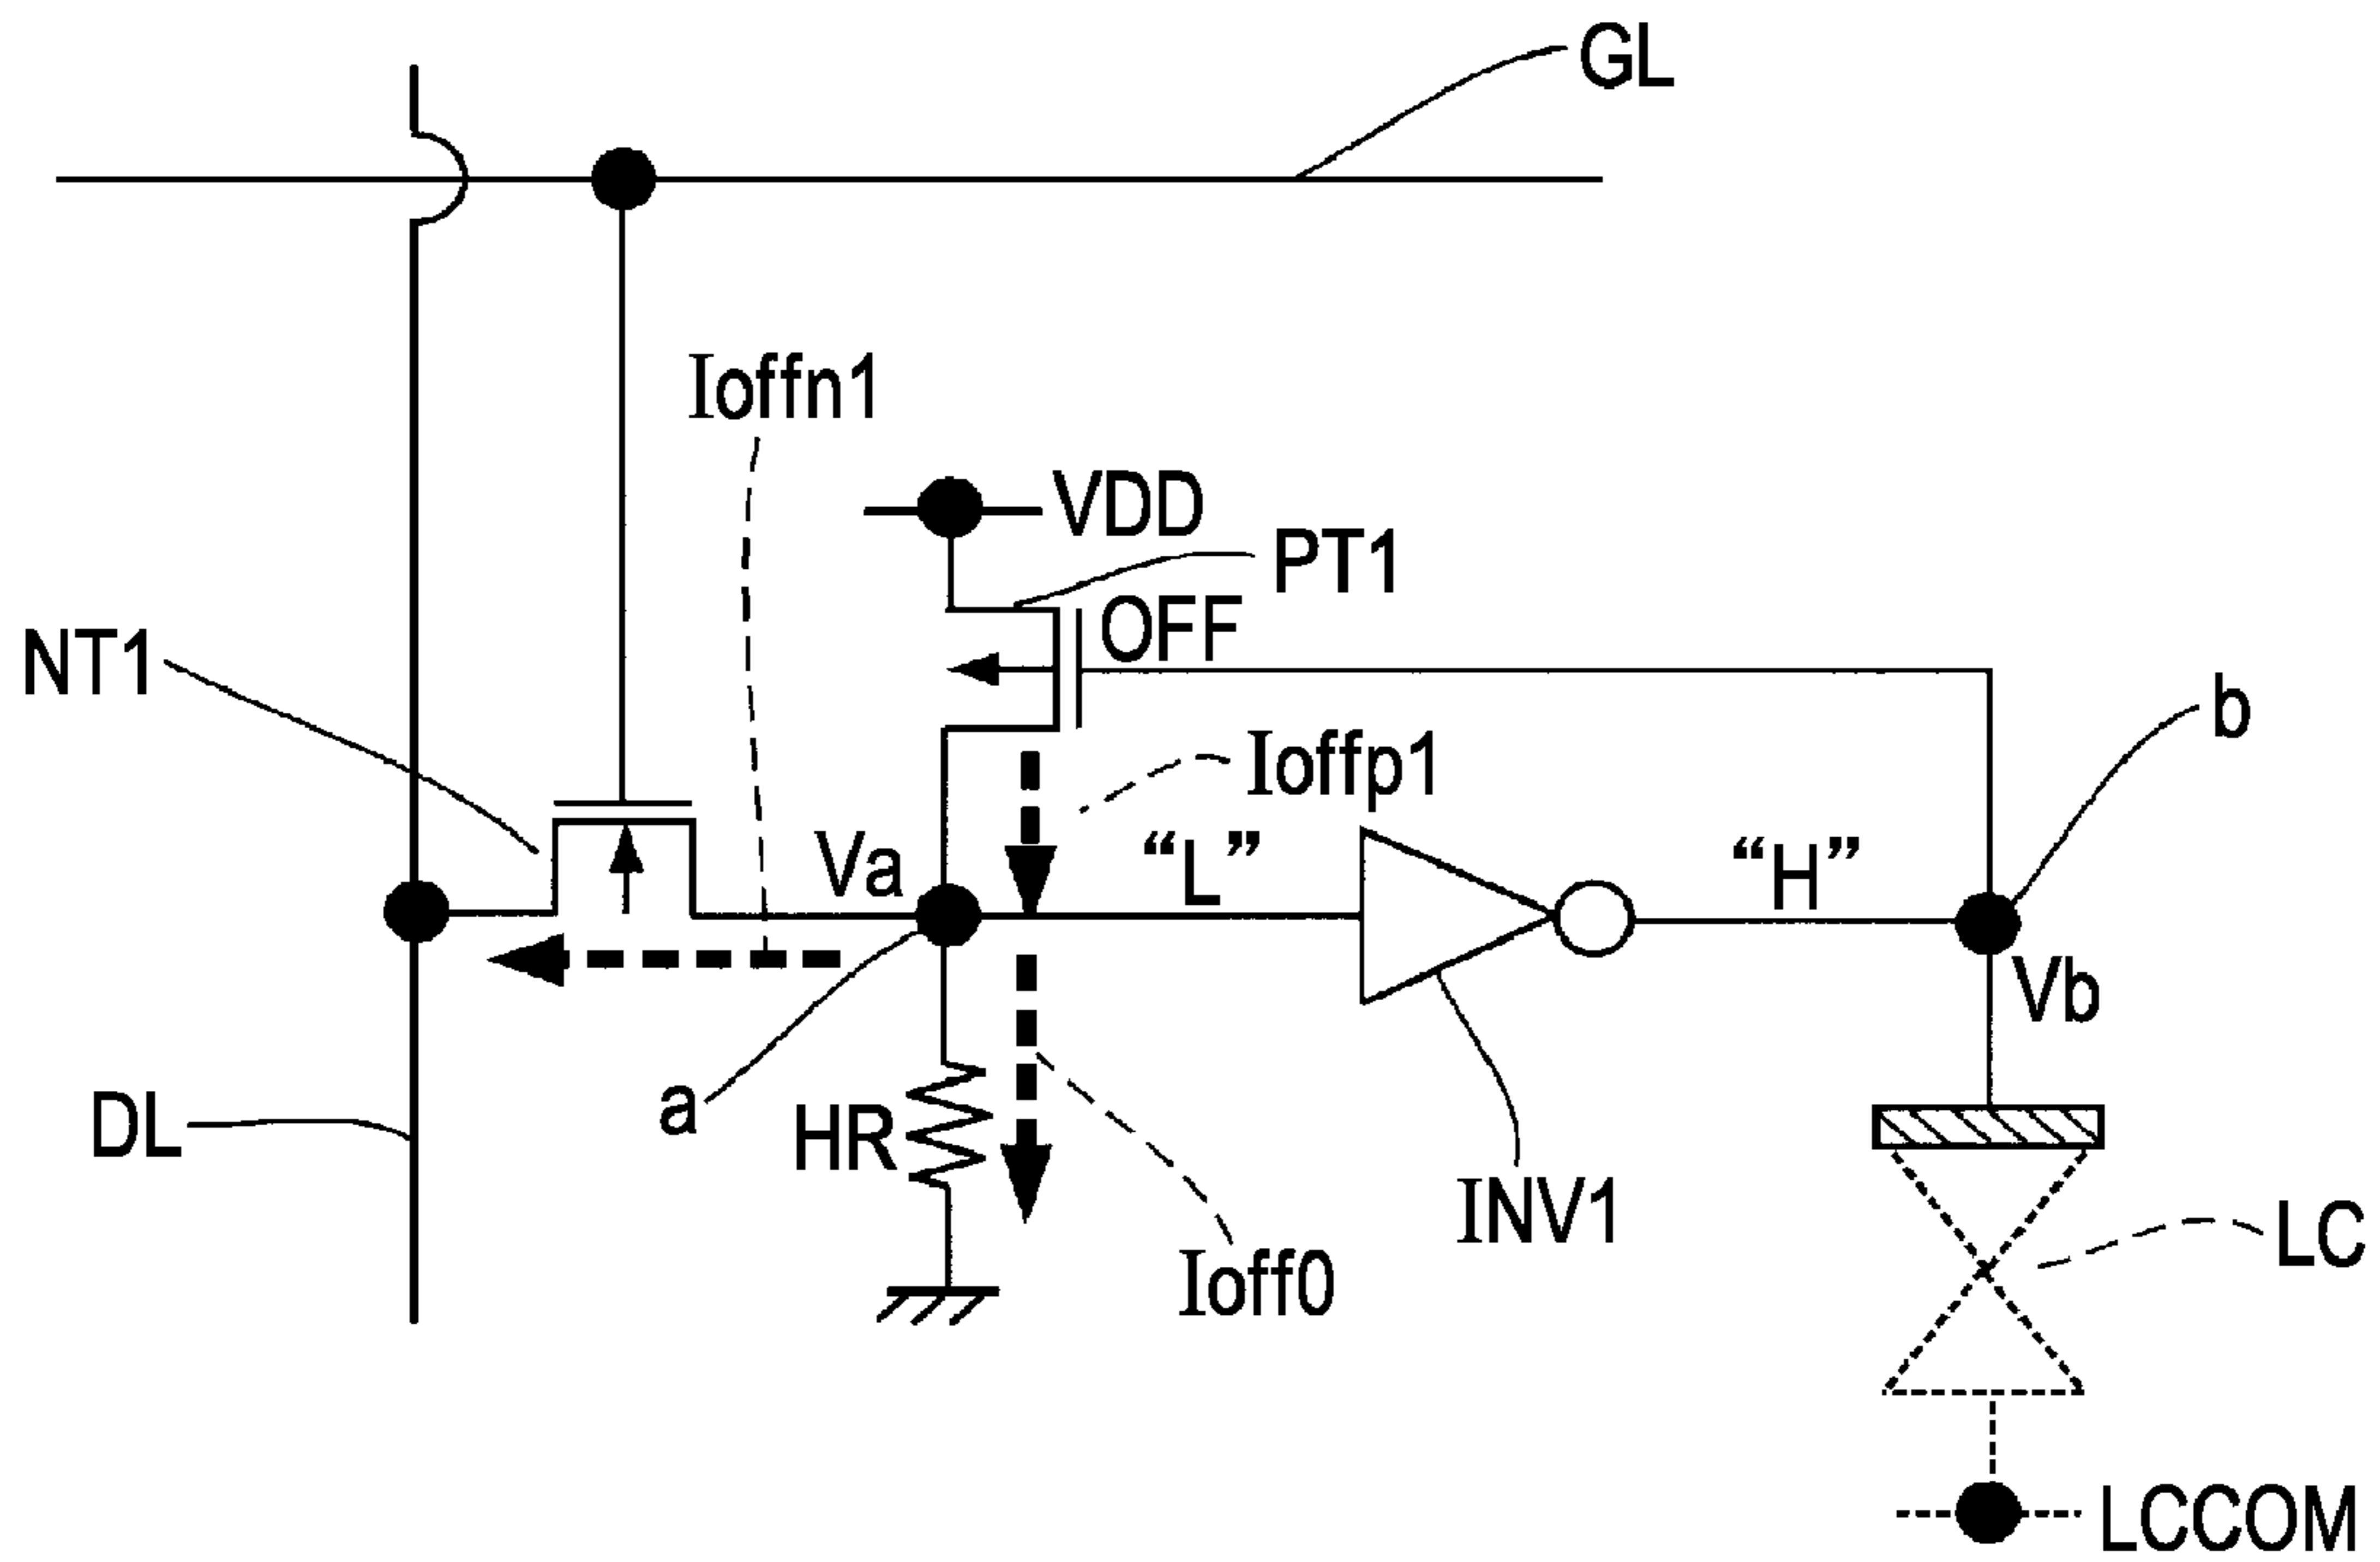 GL
Ioffn1
VDD
PT1
OFF
NT1
b
Ioffp1
Va
“L”
“H”
Vb
a
HR
DL
INV1
LC
Ioff0
LCCOM